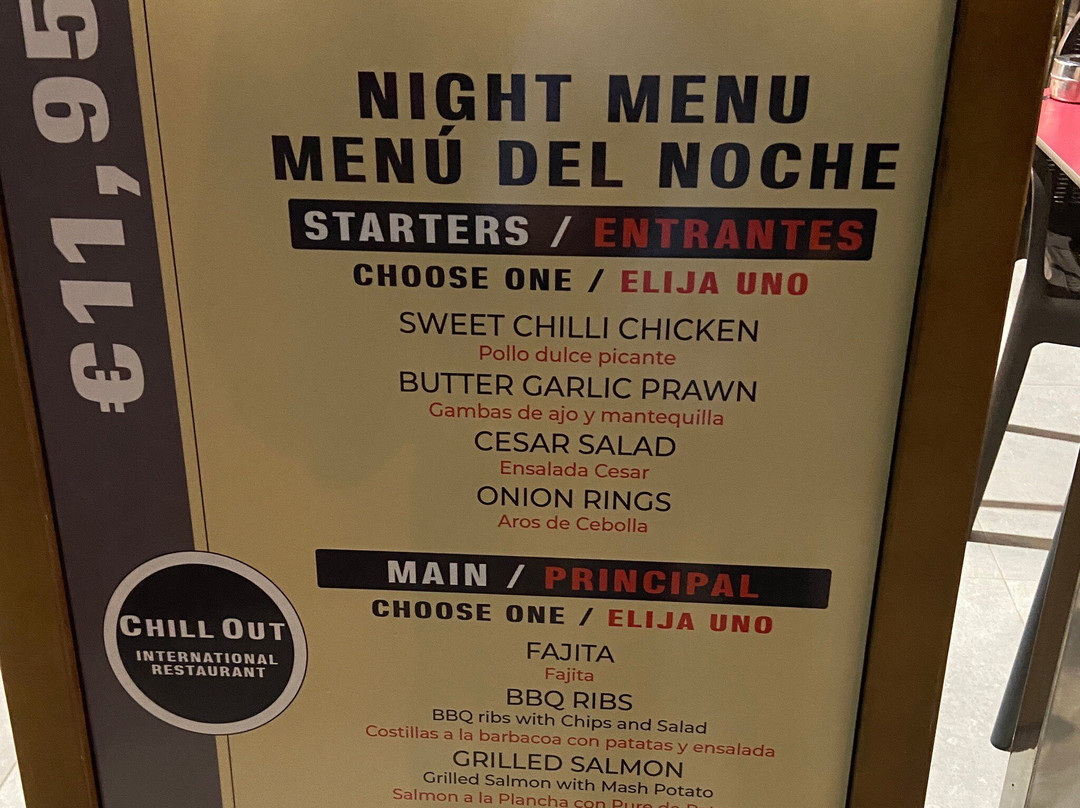 €11,95
NIGHT MENU
MENÚ DEL NOCHE
STARTERS / ENTRANTES
CHOOSE ONE / ELIJA UNO
SWEET CHILLI CHICKEN
Pollo dulce picante
BUTTER GARLIC PRAWN
Gambas de ajo y mantequilla
CESAR SALAD
Ensalada Cesar
ONION RINGS
Aros de Cebolla
MAIN / PRINCIPAL
CHOOSE ONE / ELIJA UNO
FAJITA
Fajita
BBQ RIBS
BBQ ribs with Chips and Salad
Costillas a la barbacoa con patatas y ensalada
GRILLED SALMON
Grilled Salmon with Mash Potato
Salmon a la Plancha con Pure de
CHILL OUT
INTERNATIONAL
RESTAURANT